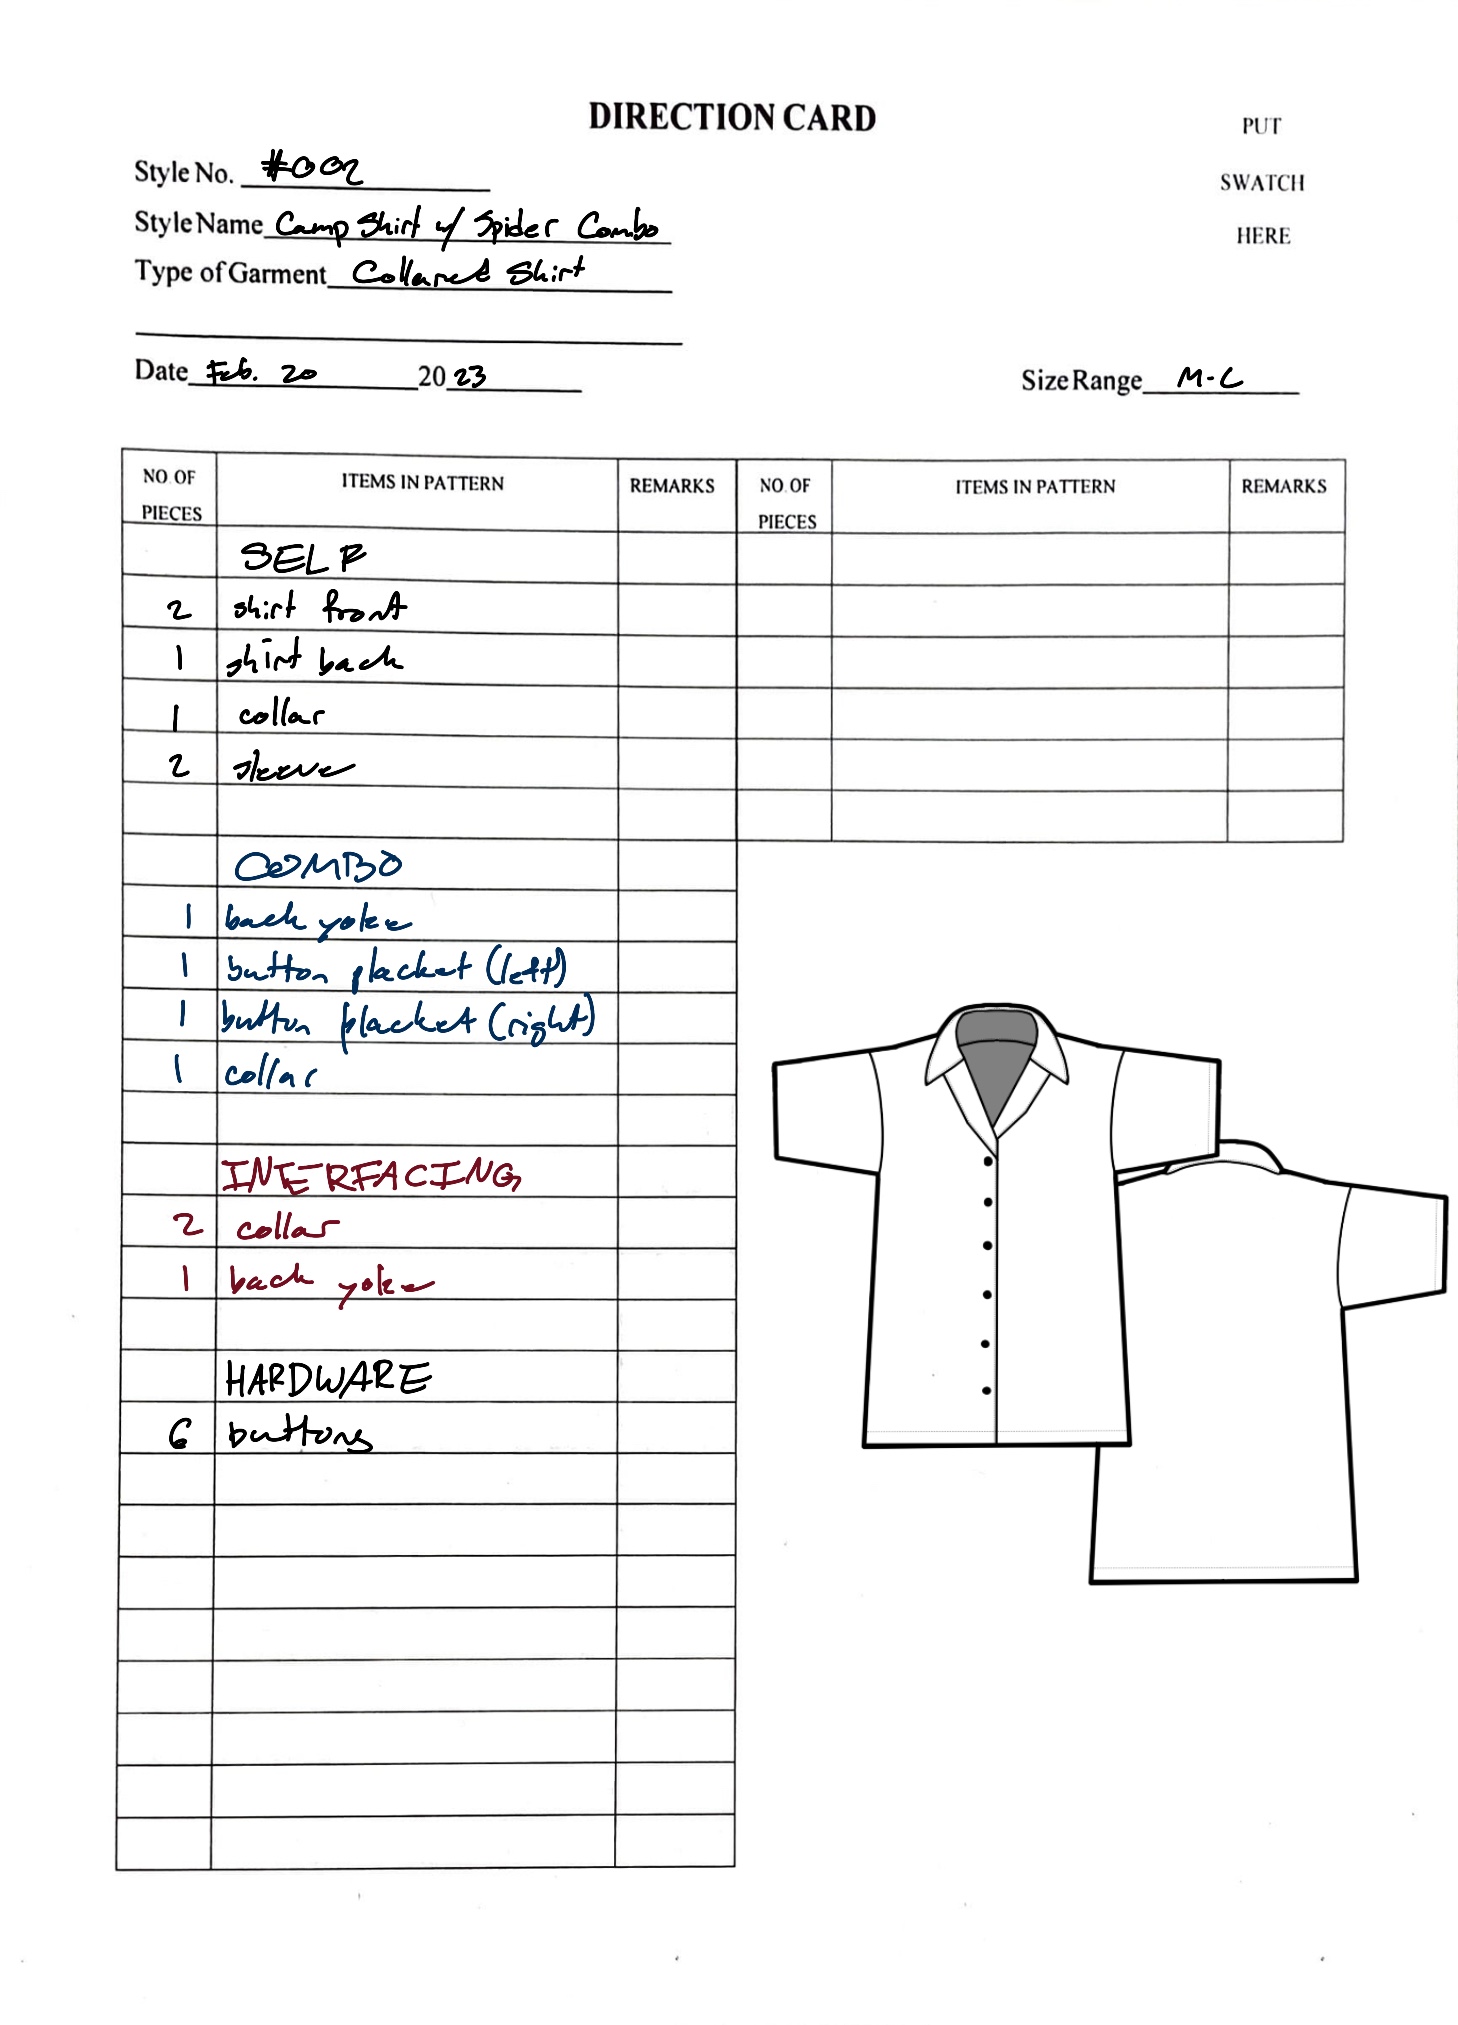 DIRECTION CARD
PUT
SWATCH
HERE
Style No. #002
Style Name Camp Shirt w/ Spider Combo
Type of Garment Collared Shirt
Date Feb. 20 2023
Size Range M-L
NO. OF PIECES ITEMS IN PATTERN REMARKS NO. OF PIECES ITEMS IN PATTERN REMARKS
SELF
2 shirt front
1 shirt back
1 collar
2 sleeve
COMBO
1 back yoke
1 button placket (left)
1 button placket (right)
1 collar
INTERFACING
2 collar
1 back yoke
HARDWARE
6 buttons